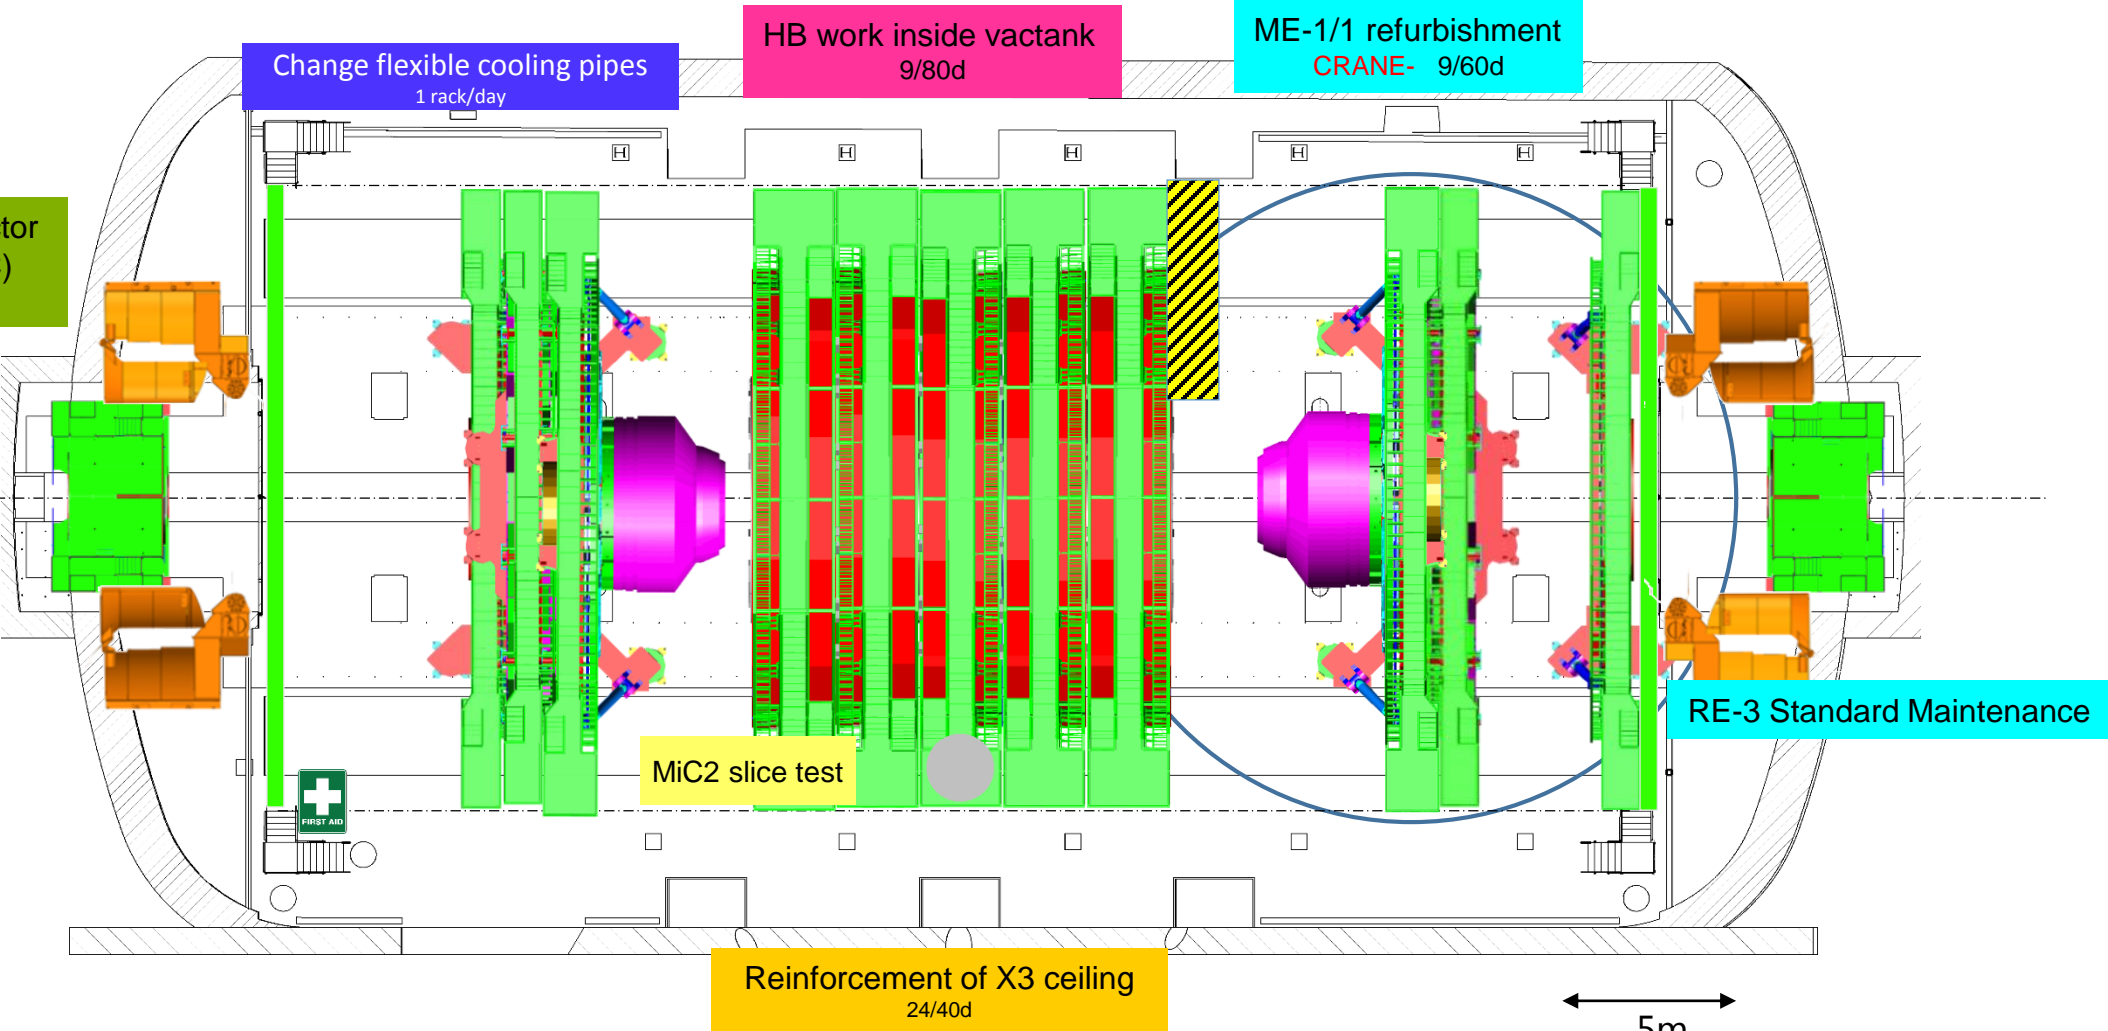 HB work inside vactank
9/80d
ME-1/1 refurbishment
CRANE- 9/60d
Change flexible cooling pipes
1 rack/day
H H H H H
RE-3 Standard Maintenance
MiC2 slice test
FIRST AID
Reinforcement of X3 ceiling
24/40d
5m